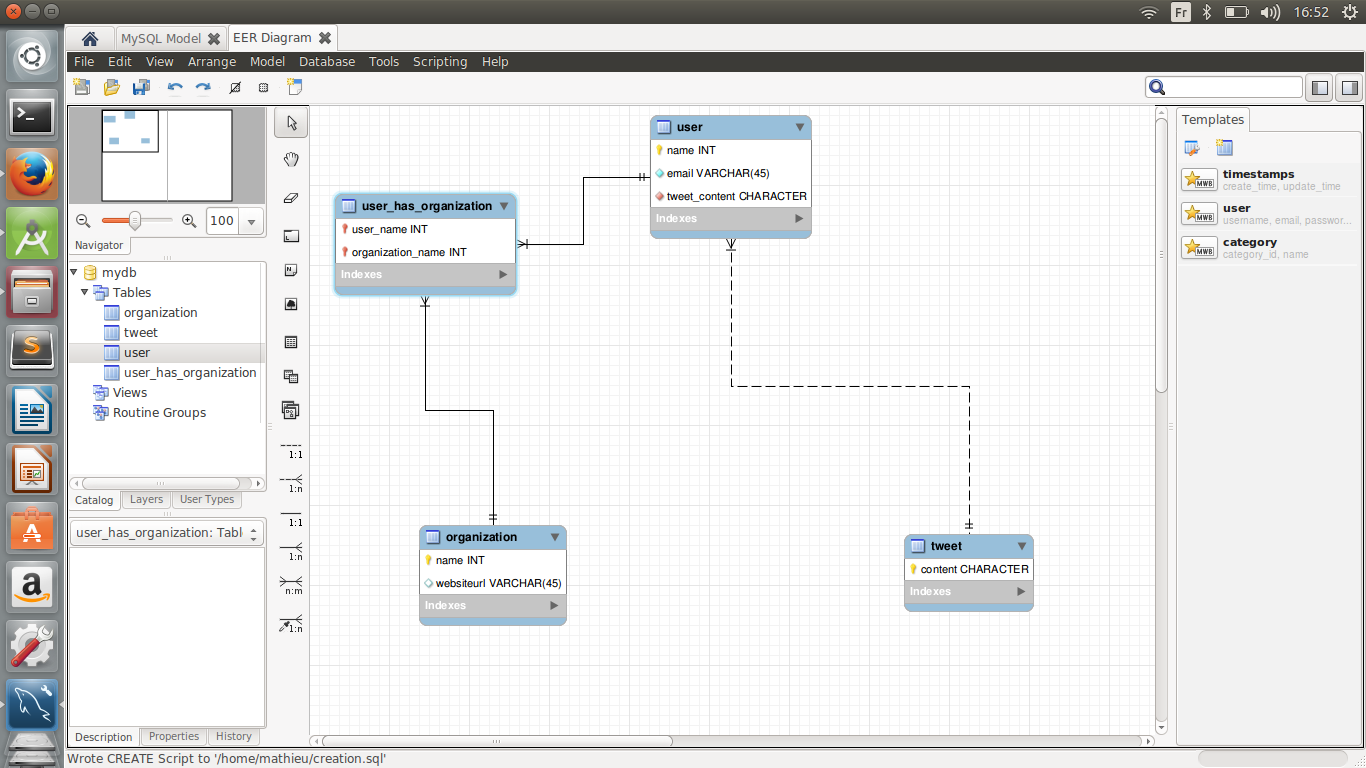 Fr
16:52
MySQL Model
EER Diagram
File Edit View Arrange Model Database Tools Scripting Help
100
Navigator
mydb
Tables
organization
tweet
user
user_has_organization
Views
Routine Groups
Catalog Layers User Types
user_has_organization: Tabl
Description Properties History
1:1
1:n
1:1
1:n
n:m
1:n
user
name INT
email VARCHAR(45)
tweet_content CHARACTER
Indexes
user_has_organization
user_name INT
organization_name INT
Indexes
organization
name INT
websiteurl VARCHAR(45)
Indexes
tweet
content CHARACTER
Indexes
Templates
MWB
timestamps
create_time, update_time
MWB
user
username, email, passwor...
MWB
category
category_id, name
Wrote CREATE Script to '/home/mathieu/creation.sql'